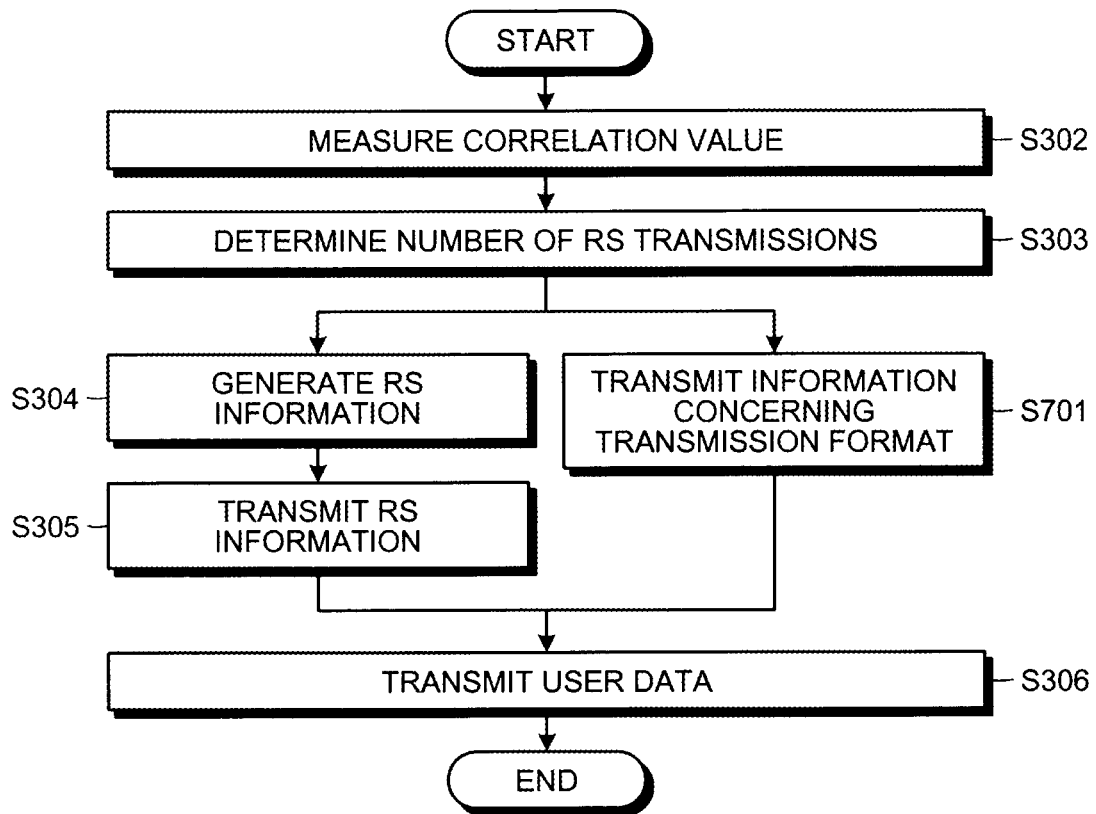 START
MEASURE CORRELATION VALUE
S302
DETERMINE NUMBER OF RS TRANSMISSIONS
S303
S304
GENERATE RS
INFORMATION
TRANSMIT INFORMATION
CONCERNING
TRANSMISSION FORMAT
S701
S305
TRANSMIT RS
INFORMATION
TRANSMIT USER DATA
S306
END